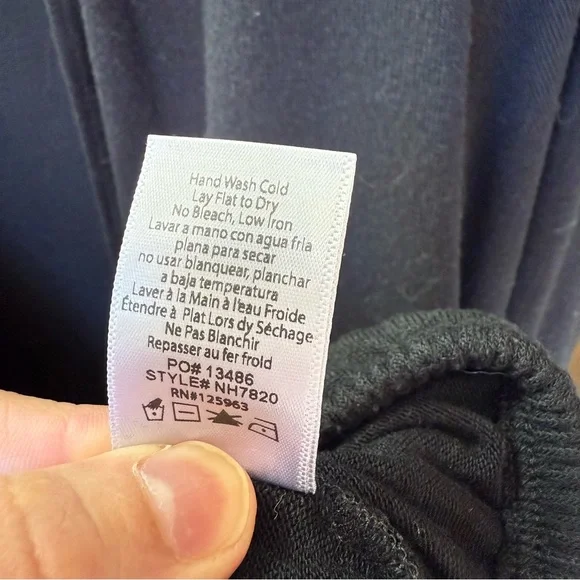 Hand Wash Cold
Lay Flat to Dry
No Bleach, Low Iron
Lavar a mano con agua fria
plana para secar
no usar blanquear, planchar
a baja temperatura
Laver à la Main à l'eau Froide
Étendre à Plat Lors dy Séchage
Ne Pas Blanchir
Repasser au fer froid
PO# 13486
STYLE# NH7820
RN#125963